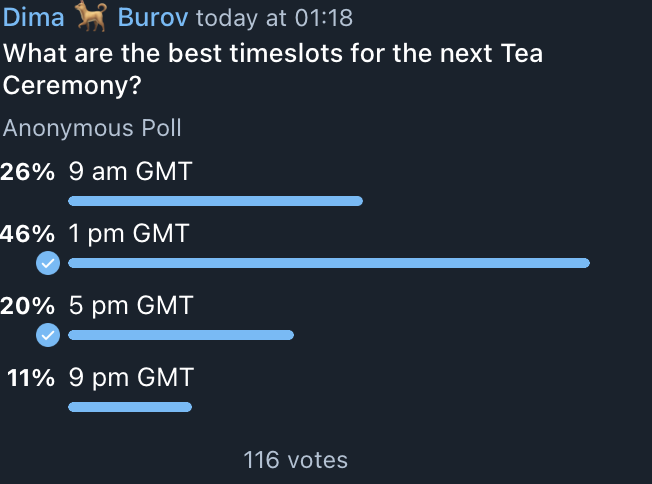 Dima 🐕 Burov today at 01:18
What are the best timeslots for the next Tea
Ceremony?
Anonymous Poll
26% 9 am GMT
46% 1 pm GMT
20% 5 pm GMT
11% 9 pm GMT
116 votes